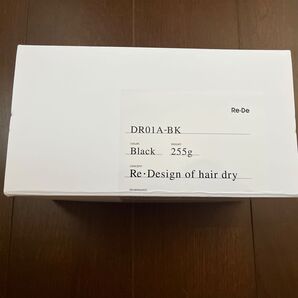 Re·De
DR01A-BK
Black 255g
Re·Design of hair dry